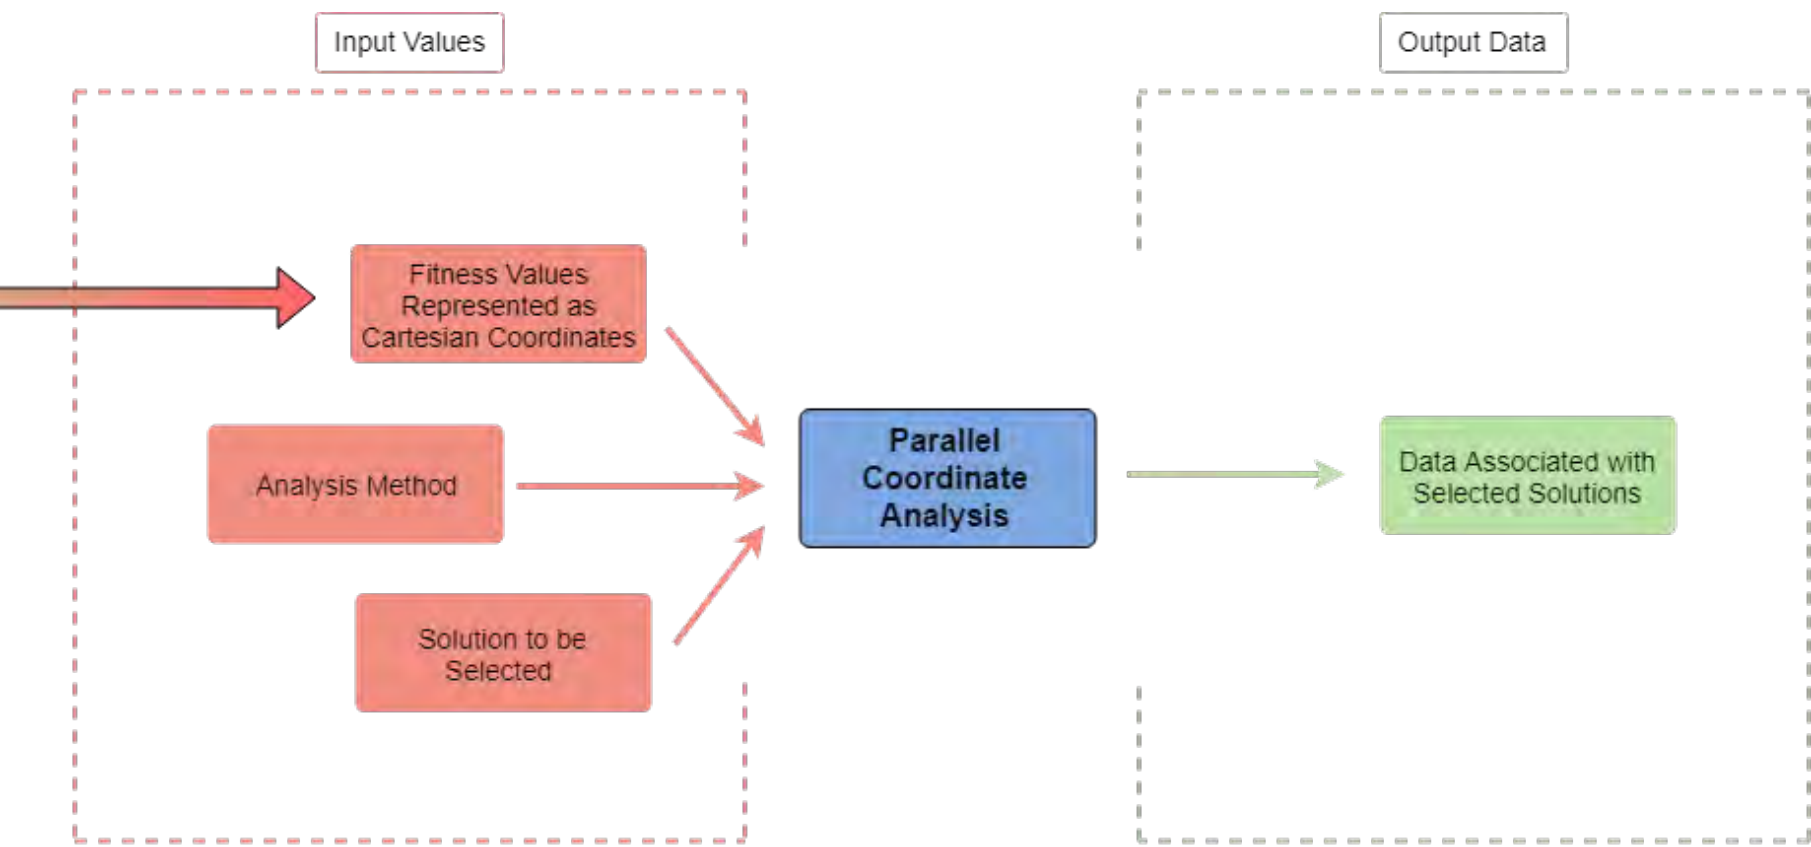 Input Values
Output Data
Fitness Values
Represented as
Cartesian Coordinates
Analysis Method
Solution to be
Selected
Parallel
Coordinate
Analysis
Data Associated with
Selected Solutions